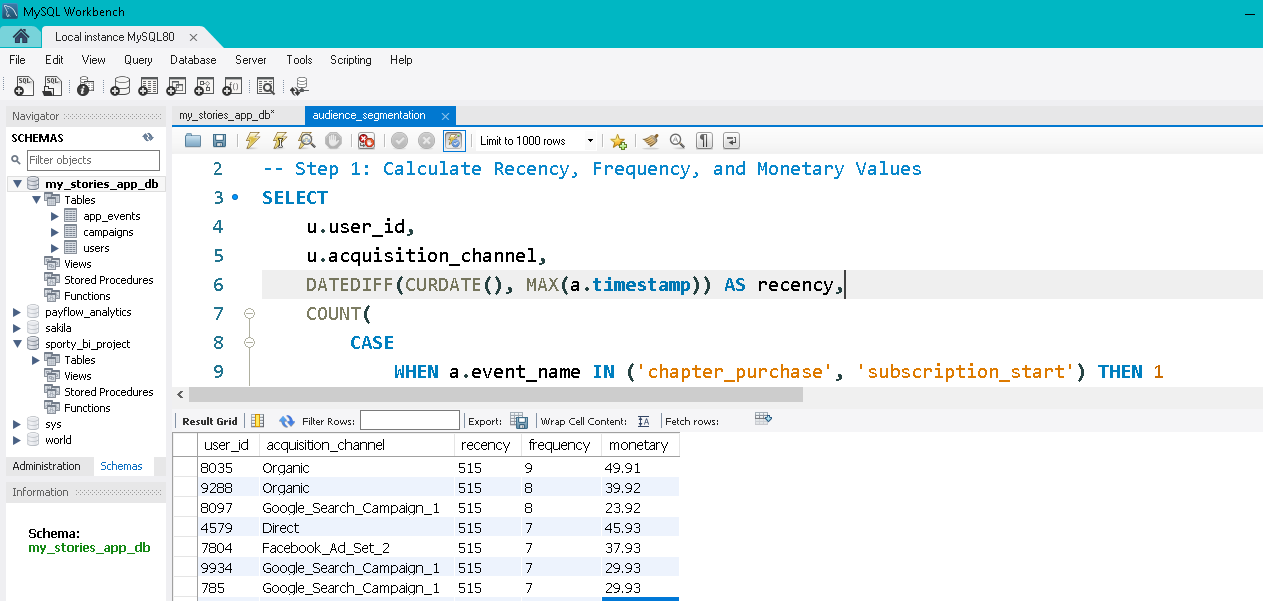 MySQL Workbench
Local instance MySQL80
File Edit View Query Database Server Tools Scripting Help
Navigator
SCHEMAS
Filter objects
my_stories_app_db
Tables
app_events
campaigns
users
Views
Stored Procedures
Functions
payflow_analytics
sakila
sporty_bi_project
Tables
Views
Stored Procedures
Functions
sys
world
Administration Schemas
Information
Schema:
my_stories_app_db
my_stories_app_db* audience_segmentation
Limit to 1000 rows
2 -- Step 1: Calculate Recency, Frequency, and Monetary Values
3 SELECT
4 u.user_id,
5 u.acquisition_channel,
6 DATEDIFF(CURDATE(), MAX(a.timestamp)) AS recency,
7 COUNT(
8 CASE
9 WHEN a.event_name IN ('chapter_purchase', 'subscription_start') THEN 1
Result Grid Filter Rows: Export: Wrap Cell Content: Fetch rows:
user_id acquisition_channel recency frequency monetary
8035 Organic 515 9 49.91
9288 Organic 515 8 39.92
8097 Google_Search_Campaign_1 515 8 23.92
4579 Direct 515 7 45.93
7804 Facebook_Ad_Set_2 515 7 37.93
9934 Google_Search_Campaign_1 515 7 29.93
785 Google_Search_Campaign_1 515 7 29.93